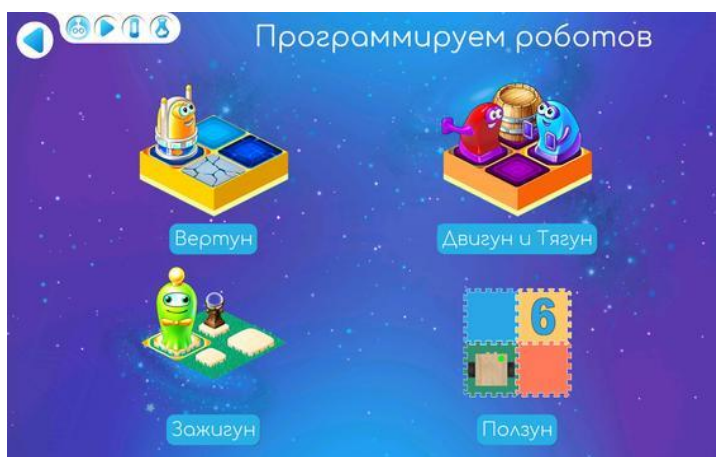 Программируем роботов
Вертун
Двигун и Тягун
6
Зажигун
Ползун